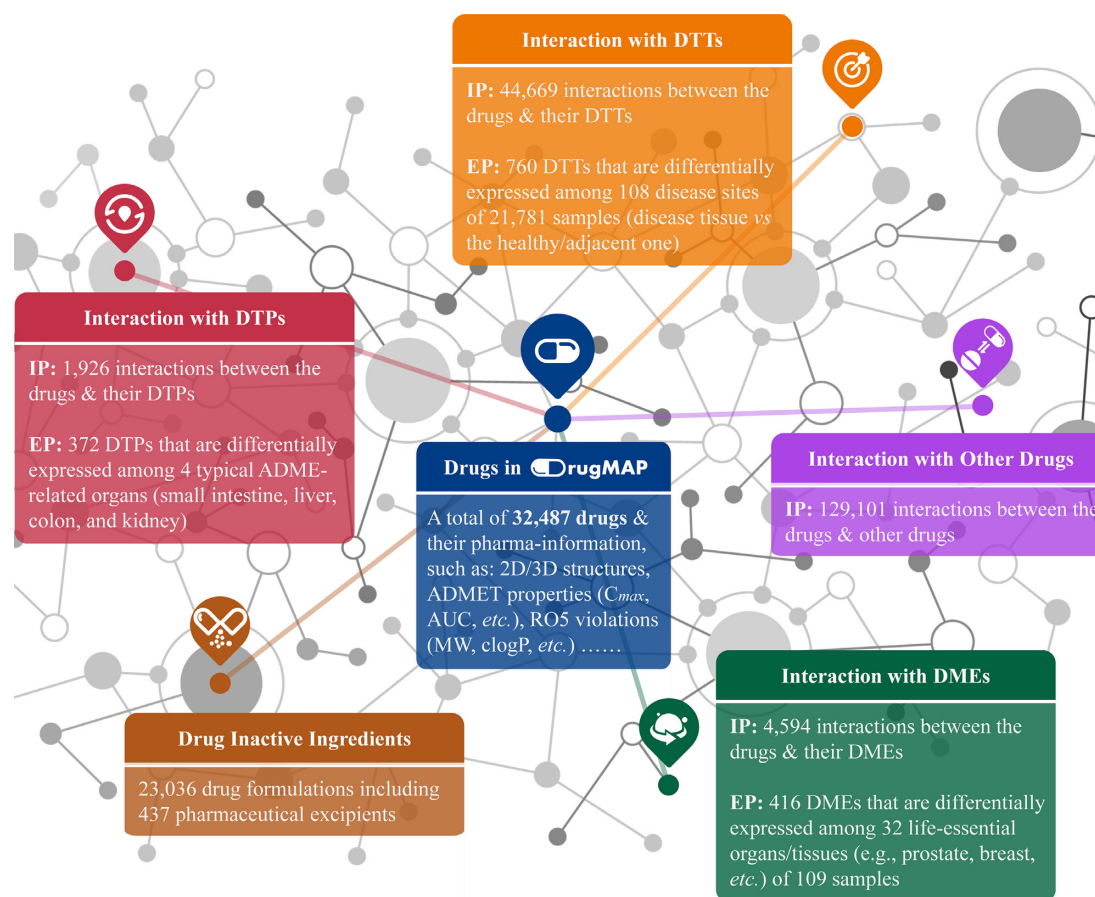 Interaction with DTTs
IP: 44,669 interactions between the
drugs & their DTTs
EP: 760 DTTs that are differentially
expressed among 108 disease sites
of 21,781 samples (disease tissue vs
the healthy/adjacent one)
Interaction with DTPs
IP: 1,926 interactions between the
drugs & their DTPs
EP: 372 DTPs that are differentially
expressed among 4 typical ADME-
related organs (small intestine, liver,
colon, and kidney)
Drugs in DrugMAP
A total of 32,487 drugs &
their pharma-information,
such as: 2D/3D structures,
ADMET properties (Cmax,
AUC, etc.), RO5 violations
(MW, clogP, etc.) ……
Interaction with Other Drugs
IP: 129,101 interactions between the
drugs & other drugs
Drug Inactive Ingredients
23,036 drug formulations including
437 pharmaceutical excipients
Interaction with DMEs
IP: 4,594 interactions between the
drugs & their DMEs
EP: 416 DMEs that are differentially
expressed among 32 life-essential
organs/tissues (e.g., prostate, breast,
etc.) of 109 samples